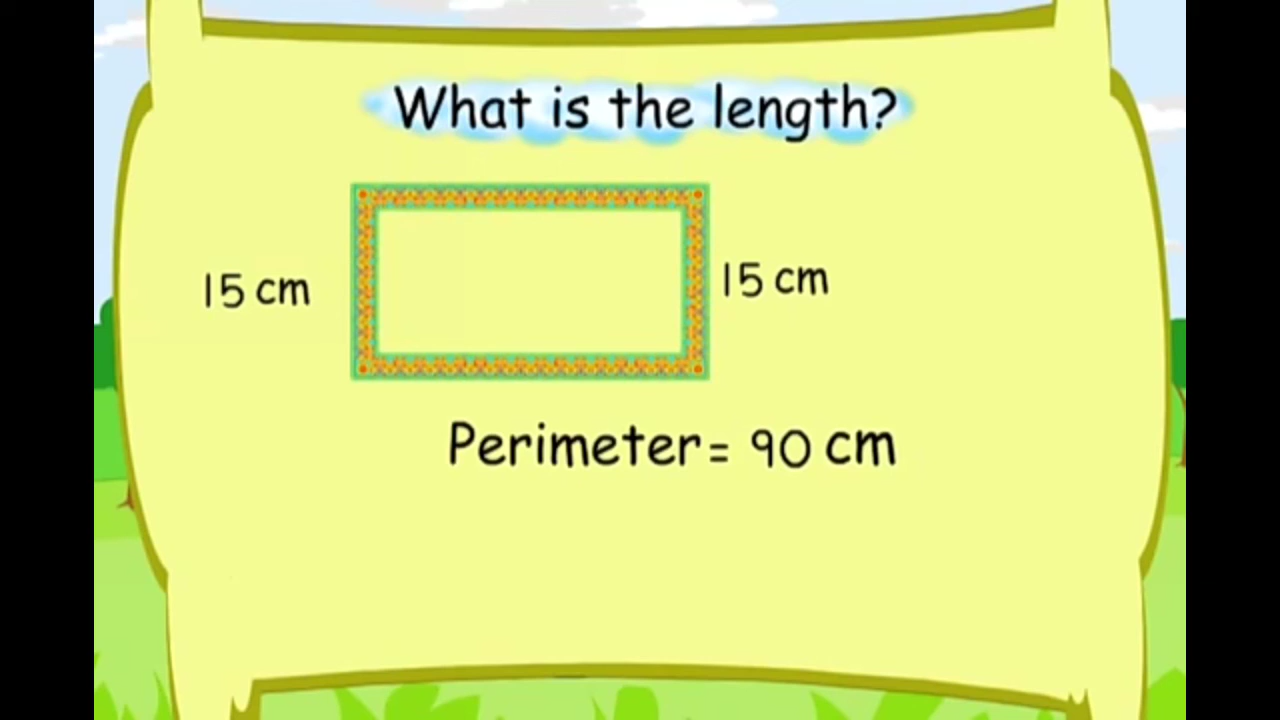 What is the length?
15 cm
15 cm
Perimeter = 90 cm